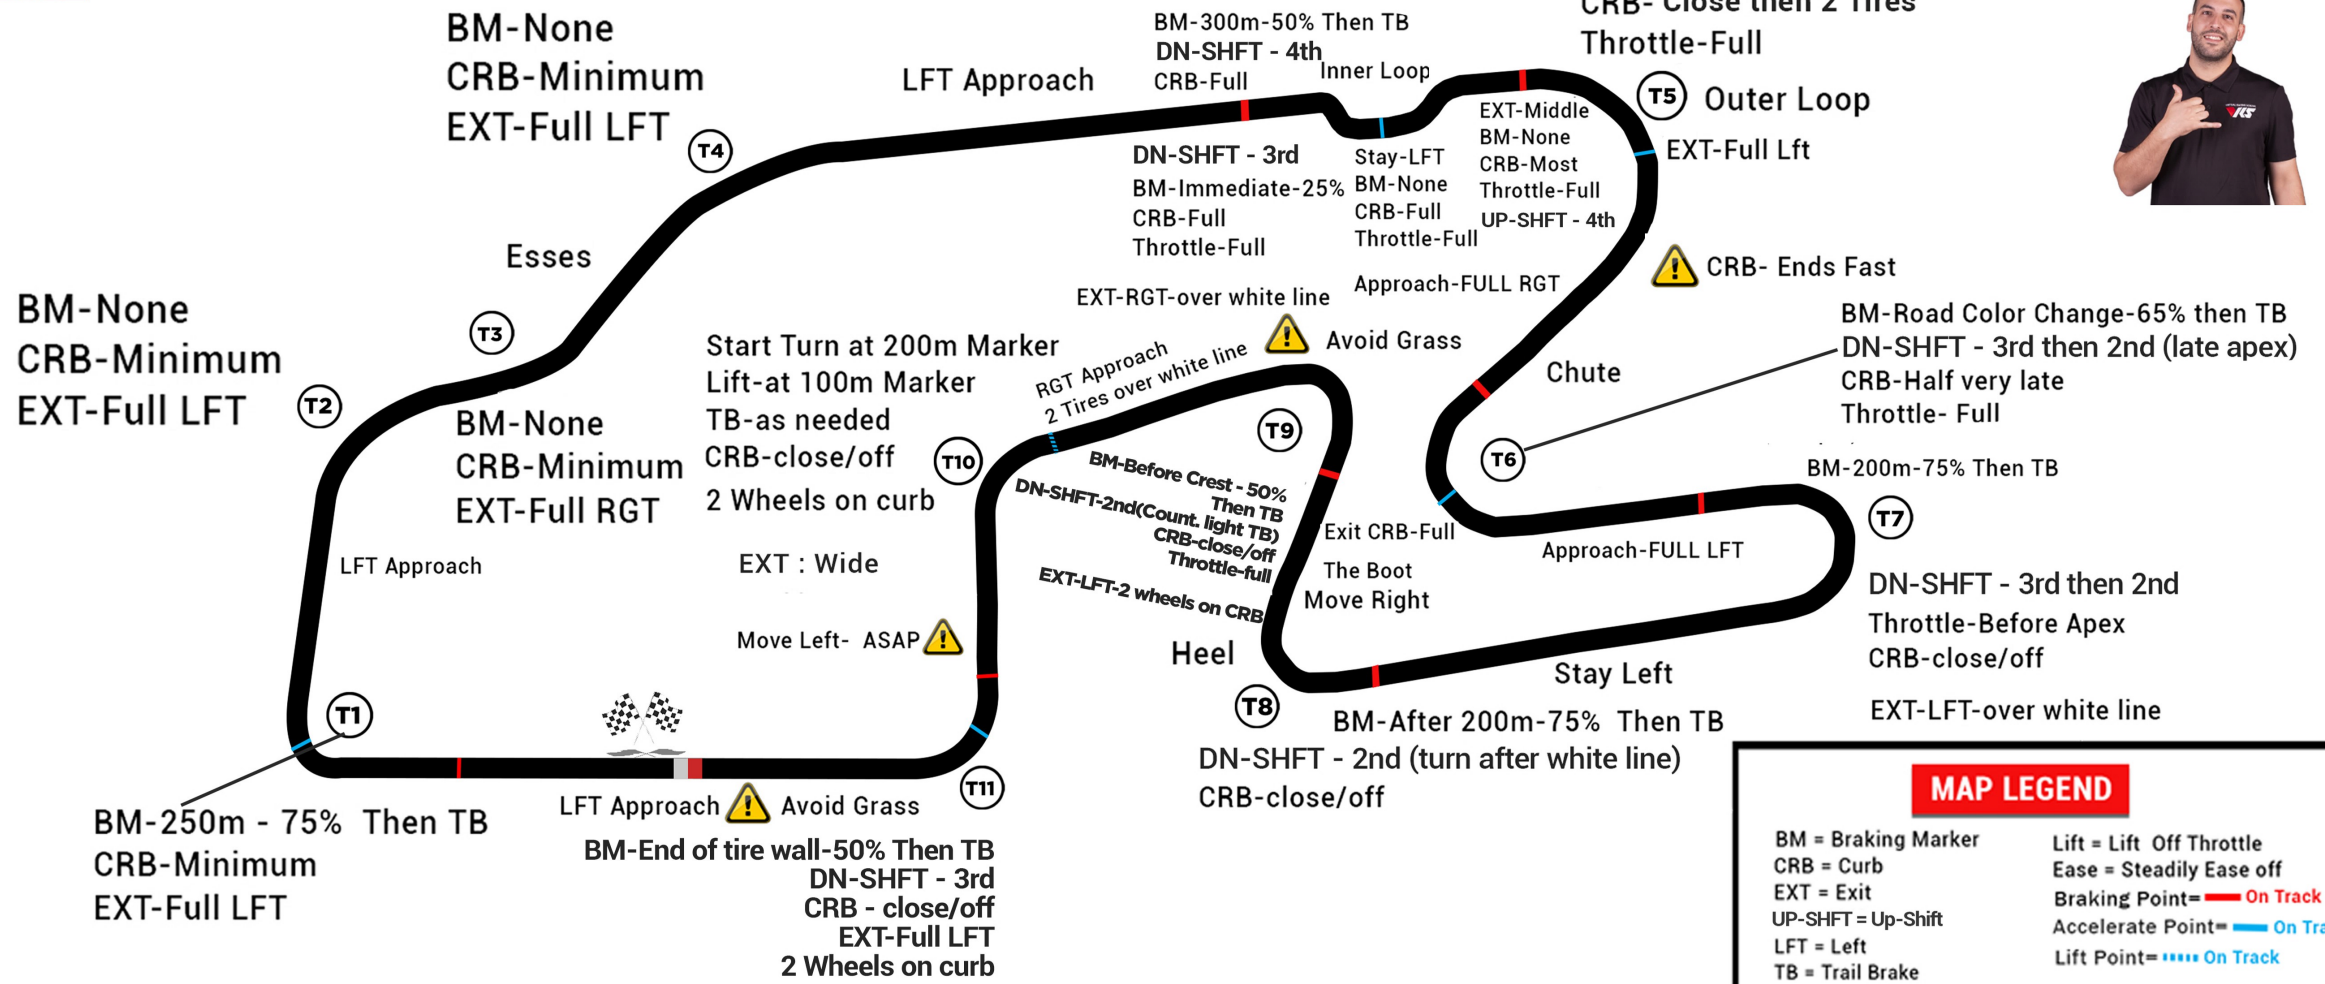 BM-None
CRB-Minimum
EXT-Full LFT
T4
LFT Approach
BM-300m-50% Then TB
DN-SHFT - 4th
CRB-Full
Inner Loop
CRB- Close then 2 Tires
Throttle-Full
T5 Outer Loop
EXT-Full Lft
VRS
DN-SHFT - 3rd
BM-Immediate-25%
CRB-Full
Throttle-Full
EXT-RGT-over white line
Stay-LFT
BM-None
CRB-Full
Throttle-Full
Approach-FULL RGT
EXT-Middle
BM-None
CRB-Most
Throttle-Full
UP-SHFT - 4th
CRB- Ends Fast
Avoid Grass
Chute
BM-Road Color Change-65% then TB
DN-SHFT - 3rd then 2nd (late apex)
CRB-Half very late
Throttle- Full
T6
Esses
T3
BM-None
CRB-Minimum
EXT-Full LFT
T2
BM-None
CRB-Minimum
EXT-Full RGT
LFT Approach
Start Turn at 200m Marker
Lift-at 100m Marker
TB-as needed
CRB-close/off
2 Wheels on curb
T10
EXT : Wide
Move Left- ASAP
RGT Approach
2 Tires over white line
T9
BM-Before Crest - 50%
Then TB
DN-SHFT-2nd(Count. light TB)
CRB-close/off
Throttle-full
EXT-LFT-2 wheels on CRB
Exit CRB-Full
The Boot
Move Right
Approach-FULL LFT
BM-200m-75% Then TB
T7
DN-SHFT - 3rd then 2nd
Throttle-Before Apex
CRB-close/off
EXT-LFT-over white line
Stay Left
Heel
T8
BM-After 200m-75% Then TB
DN-SHFT - 2nd (turn after white line)
CRB-close/off
T1
BM-250m - 75% Then TB
CRB-Minimum
EXT-Full LFT
T11
LFT Approach
Avoid Grass
BM-End of tire wall-50% Then TB
DN-SHFT - 3rd
CRB - close/off
EXT-Full LFT
2 Wheels on curb
MAP LEGEND
BM = Braking Marker
CRB = Curb
EXT = Exit
UP-SHFT = Up-Shift
LFT = Left
TB = Trail Brake
Lift = Lift Off Throttle
Ease = Steadily Ease off
Braking Point= On Track
Accelerate Point= On Tra
Lift Point= On Track